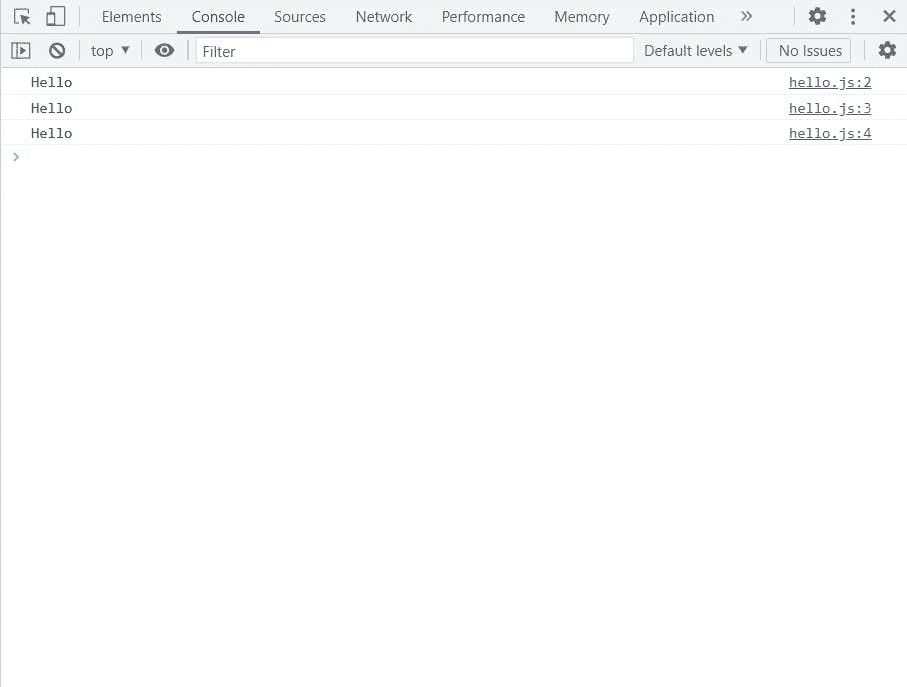 Elements Console Sources Network Performance Memory Application
top Filter Default levels No Issues
Hello hello.js:2
Hello hello.js:3
Hello hello.js:4